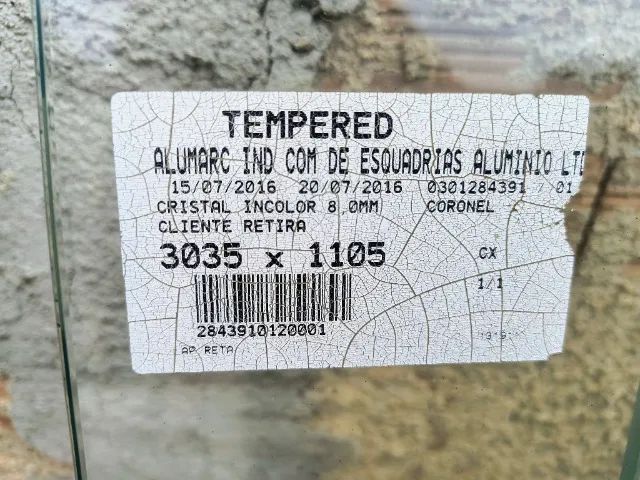 TEMPERED
ALUMARC IND COM DE ESQUADRIAS ALUMINIO LTD
15/07/2016 20/07/2016 0301284391 / 01
CRISTAL INCOLOR 8,0MM CORONEL
CLIENTE RETIRA
3035 x 1105 CX
1/1
2843910120001
AP RETA